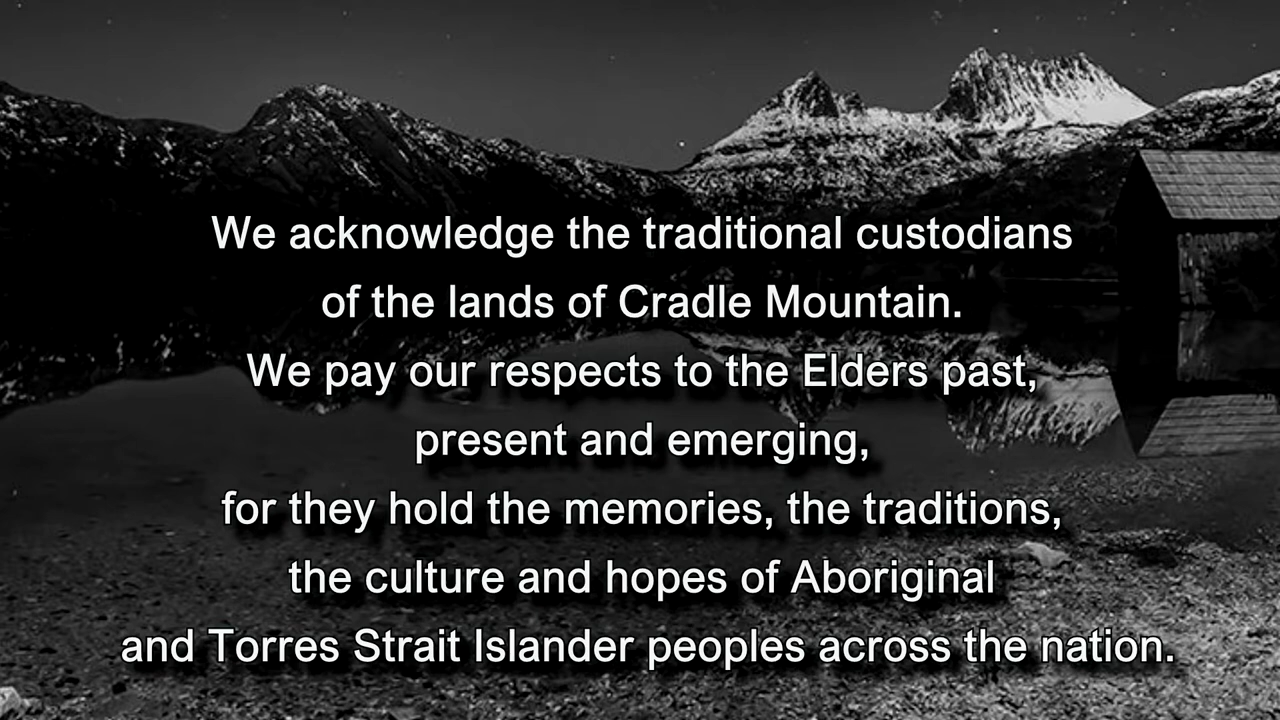 We acknowledge the traditional custodians
of the lands of Cradle Mountain.
We pay our respects to the Elders past,
present and emerging,
for they hold the memories, the traditions,
the culture and hopes of Aboriginal
and Torres Strait Islander peoples across the nation.